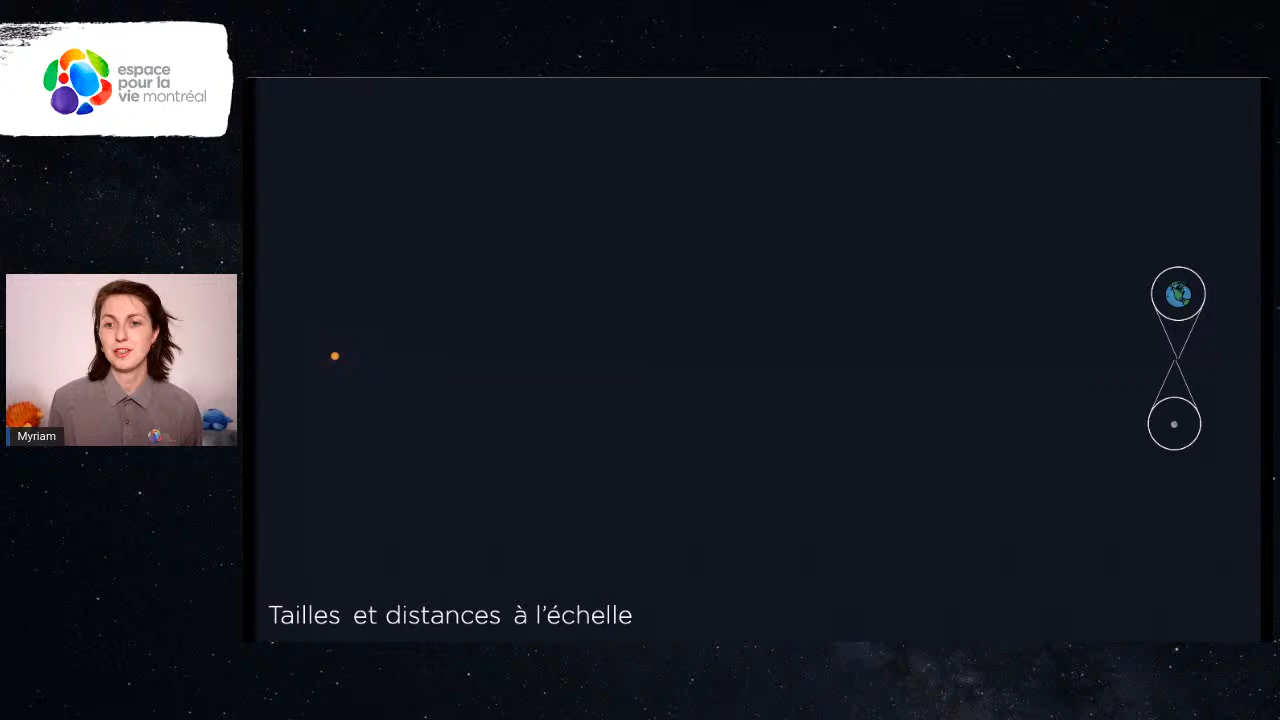 espace
pour la
vie montréal
Myriam
Tailles et distances à l'échelle